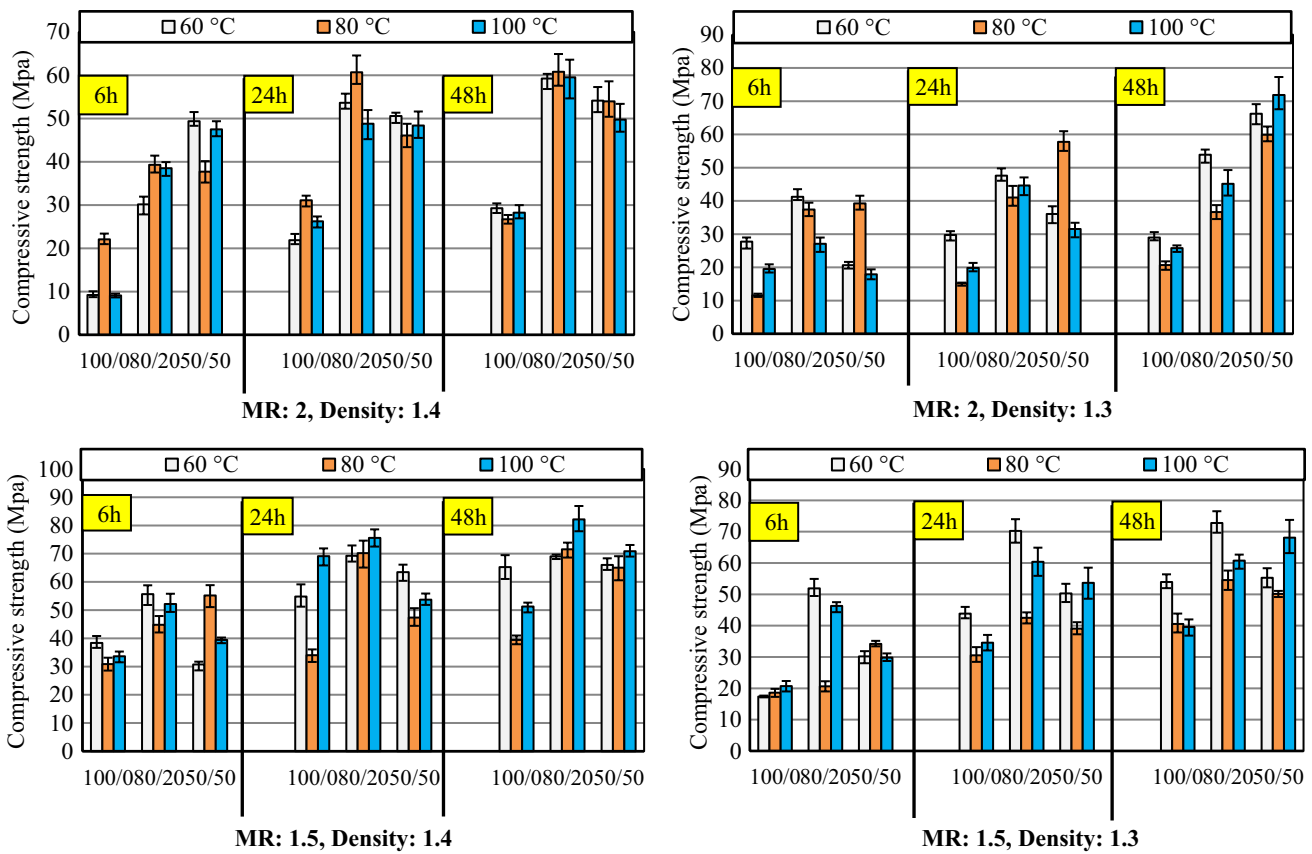 60 °C 80 °C 100 °C
Compressive strength (Mpa)
70
60
50
40
30
20
10
0
6h
24h
48h
100/080/2050/50
100/080/2050/50
100/080/2050/50
MR: 2, Density: 1.4
60 °C 80 °C 100 °C
Compressive strength (Mpa)
90
80
70
60
50
40
30
20
10
0
6h
24h
48h
100/080/2050/50
100/080/2050/50
100/080/2050/50
MR: 2, Density: 1.3
60 °C 80 °C 100 °C
Compressive strength (Mpa)
100
90
80
70
60
50
40
30
20
10
0
6h
24h
48h
100/080/2050/50
100/080/2050/50
100/080/2050/50
MR: 1.5, Density: 1.4
60 °C 80 °C 100 °C
Compressive strength (Mpa)
90
80
70
60
50
40
30
20
10
0
6h
24h
48h
100/080/2050/50
100/080/2050/50
100/080/2050/50
MR: 1.5, Density: 1.3